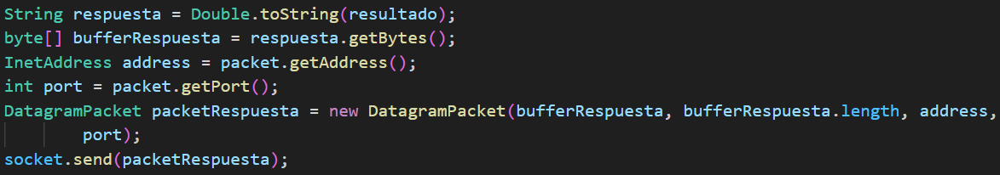 String respuesta = Double.toString(resultado);
byte[] bufferRespuesta = respuesta.getBytes();
InetAddress address = packet.getAddress();
int port = packet.getPort();
DatagramPacket packetRespuesta = new DatagramPacket(bufferRespuesta, bufferRespuesta.length, address,
port);
socket.send(packetRespuesta);